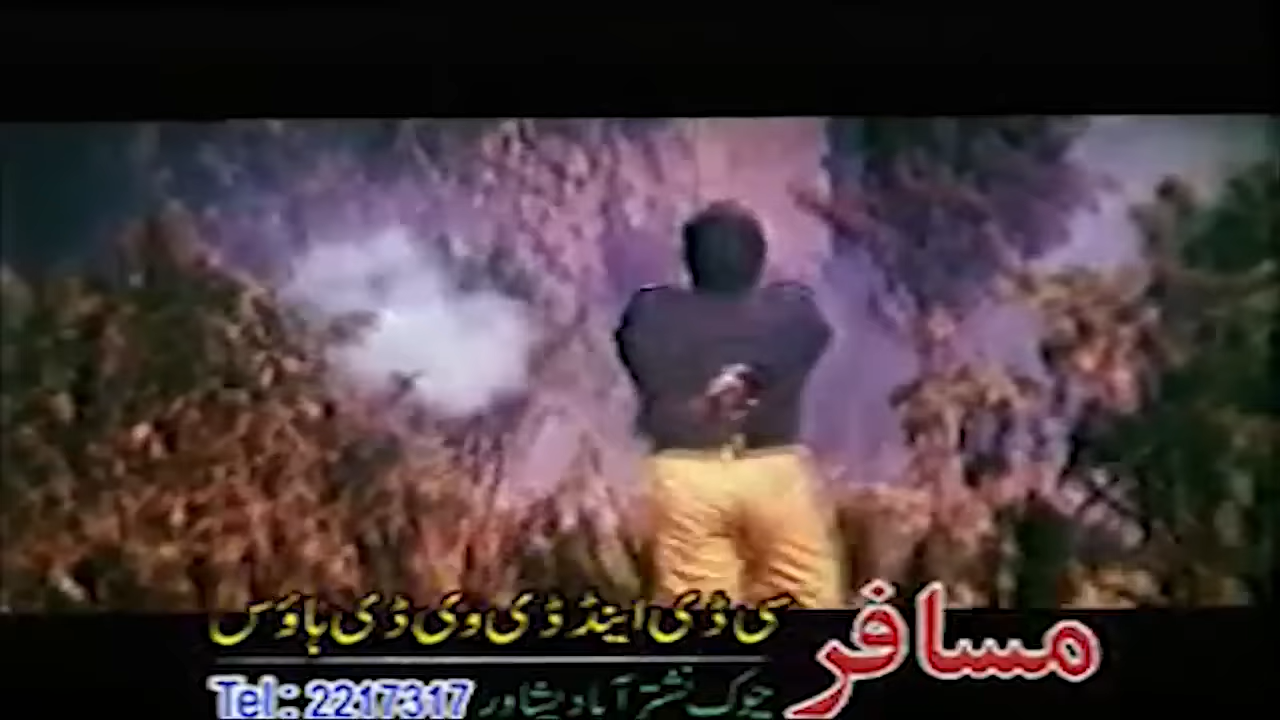 مسافر
سی ڈی اینڈ ڈی وی ڈی ہاؤس
چوک نشتر آباد پشاور Tel: 2217317